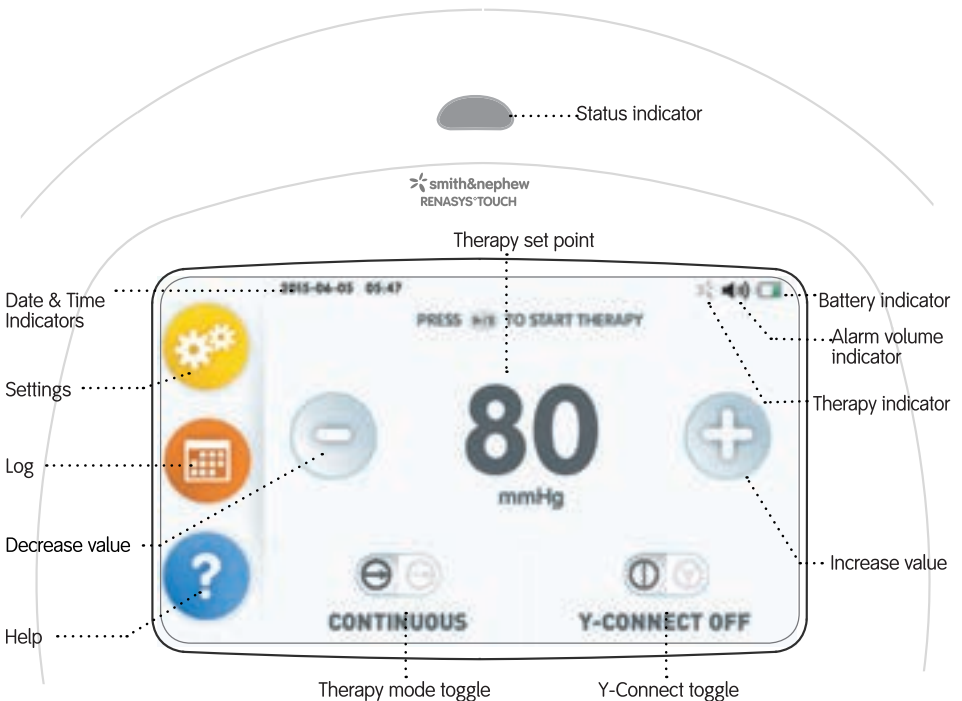 Status indicator
smith&nephew
RENASYS°TOUCH
Therapy set point
Date & Time
Indicators
2015-04-05 05:47
Battery indicator
PRESS ▶/II TO START THERAPY
Alarm volume
indicator
Settings
Therapy indicator
80
mmHg
Log
Decrease value
Increase value
Help
CONTINUOUS
Y-CONNECT OFF
Therapy mode toggle
Y-Connect toggle